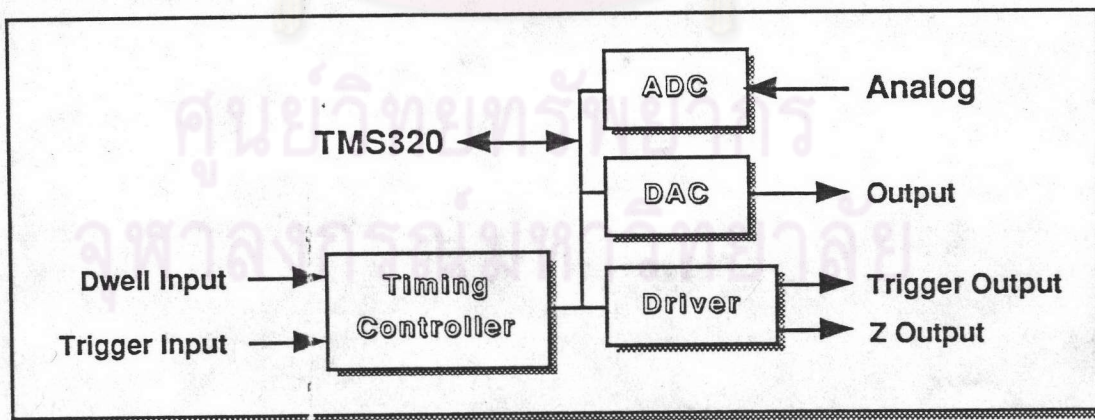 ADC
Analog
TMS320
DAC
Output
Dwell Input
Timing
Controller
Driver
Trigger Output
Trigger Input
Z Output
ศูนย์วิทยทรัพยากร
จุฬาลงกรณ์มหาวิทยาลัย